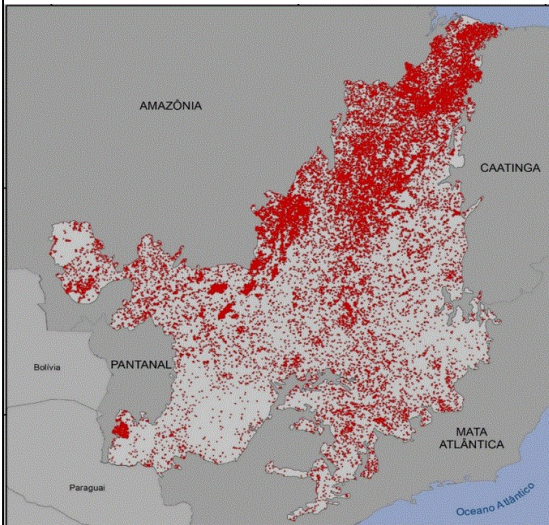 AMAZÔNIA
CAATINGA
Bolívia
PANTANAL
MATA
ATLÂNTICA
Paraguai
Oceano Atlântico